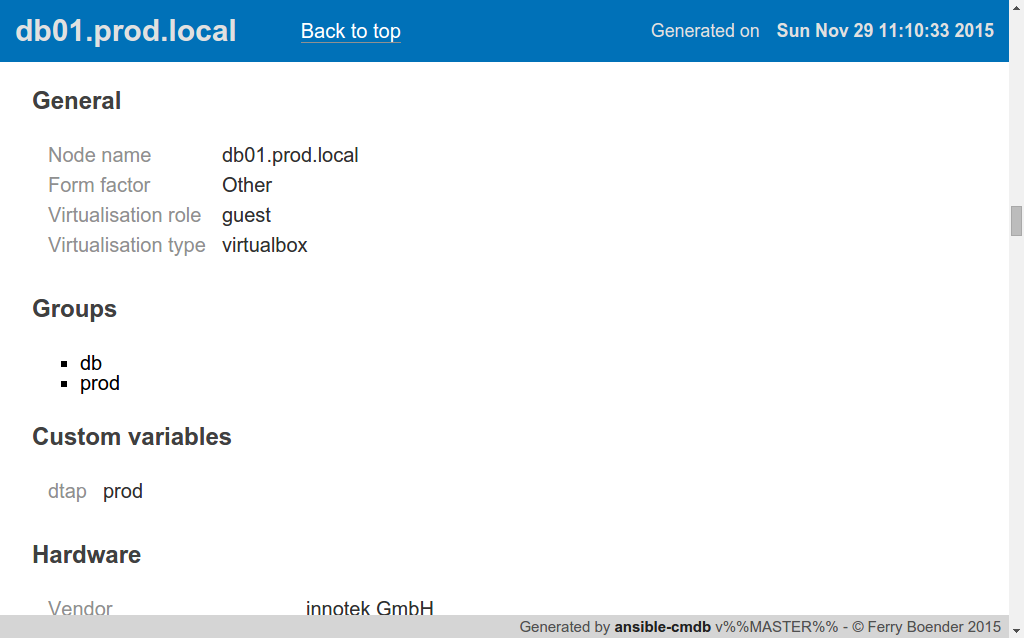 db01.prod.local Back to top Generated on Sun Nov 29 11:10:33 2015
General
Node name db01.prod.local
Form factor Other
Virtualisation role guest
Virtualisation type virtualbox
Groups
db
prod
Custom variables
dtap prod
Hardware
Vendor innotek GmbH
Generated by ansible-cmdb v%%MASTER%% - © Ferry Boender 2015